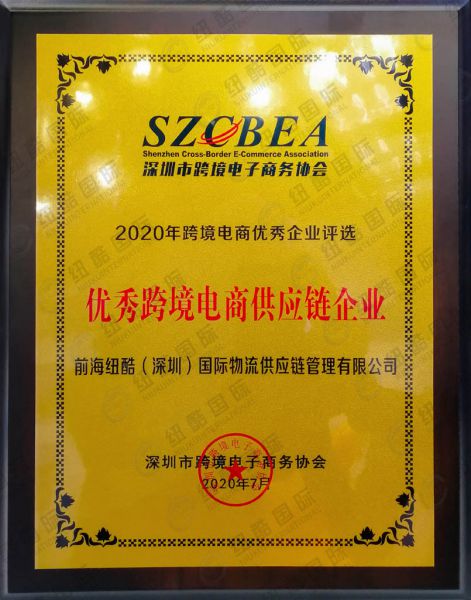 SZCBEA
Shenzhen Cross-Border E-Commerce Association
深圳市跨境电子商务协会
2020年跨境电商优秀企业评选
优秀跨境电商供应链企业
前海纽酷（深圳）国际物流供应链管理有限公司
深圳市跨境电子商务协会
2020年7月
纽酷国际